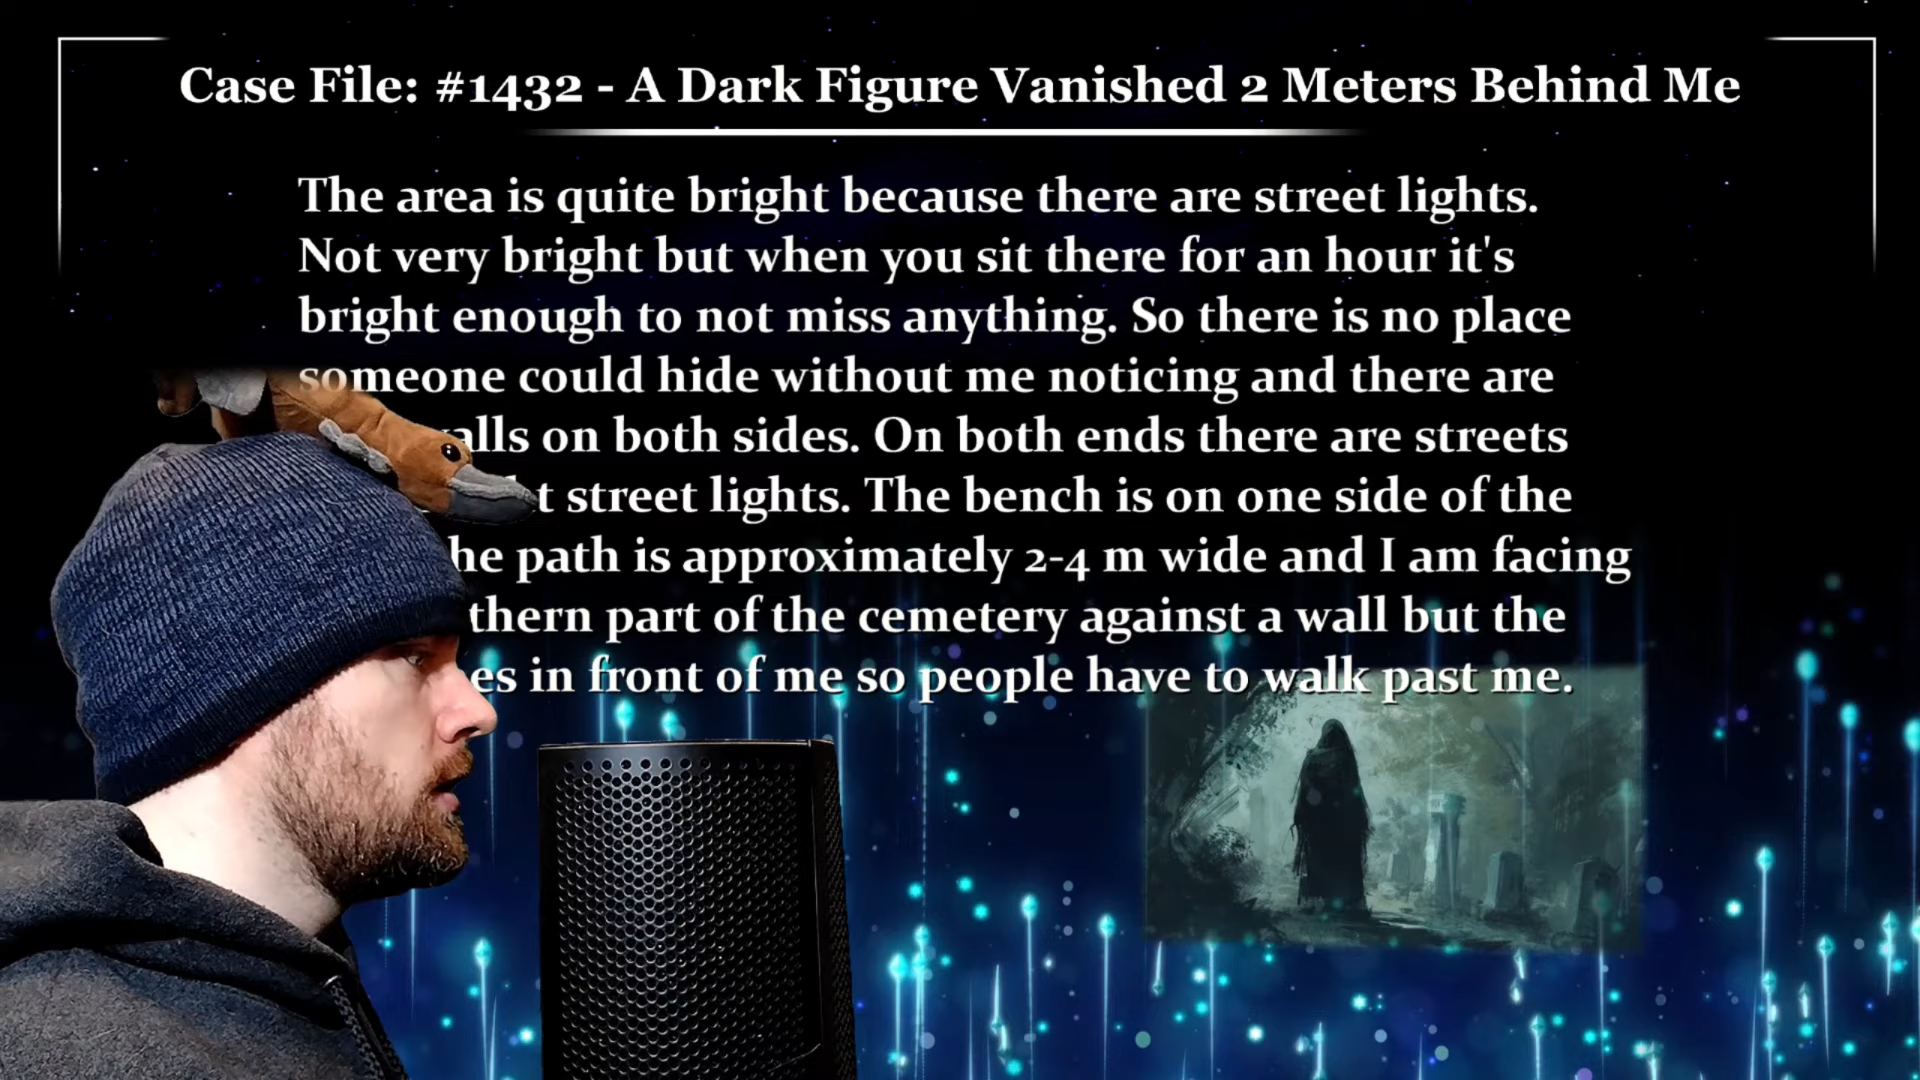 Case File: #1432 - A Dark Figure Vanished 2 Meters Behind Me
The area is quite bright because there are street lights.
Not very bright but when you sit there for an hour it's
bright enough to not miss anything. So there is no place
someone could hide without me noticing and there are
on both sides. On both ends there are streets
street lights. The bench is on one side of the
path is approximately 2-4 m wide and I am facing
part of the cemetery against a wall but the
in front of me so people have to walk past me.